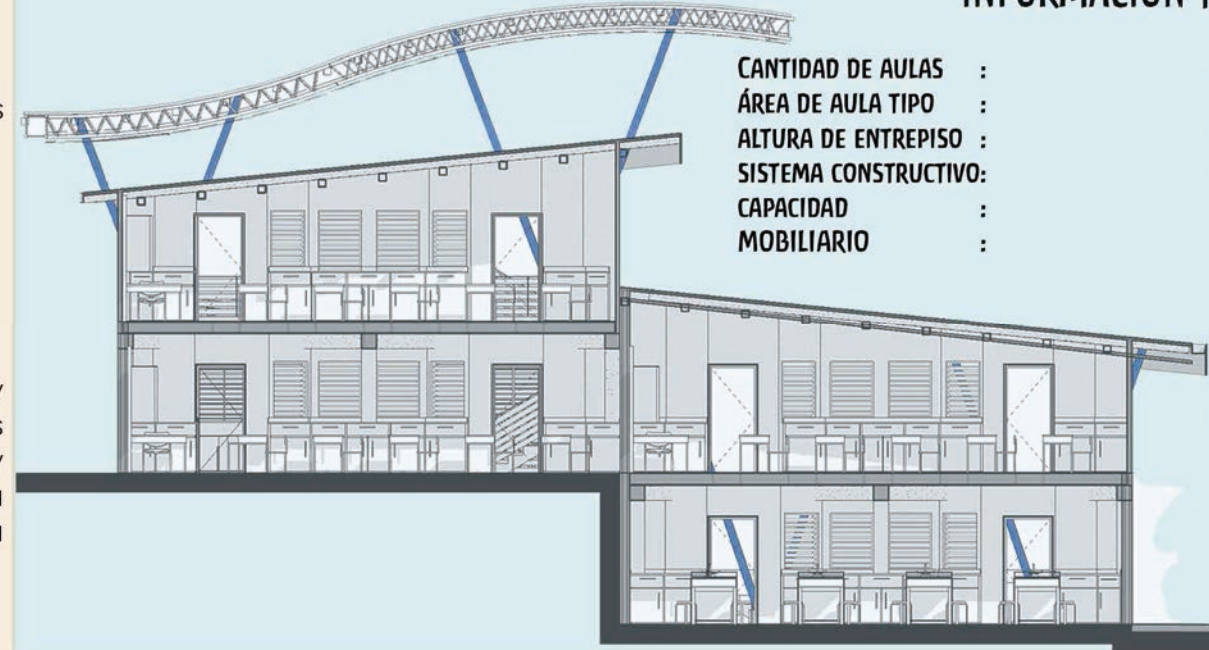 CANTIDAD DE AULAS :
ÁREA DE AULA TIPO :
ALTURA DE ENTREPISO :
SISTEMA CONSTRUCTIVO:
CAPACIDAD :
MOBILIARIO :